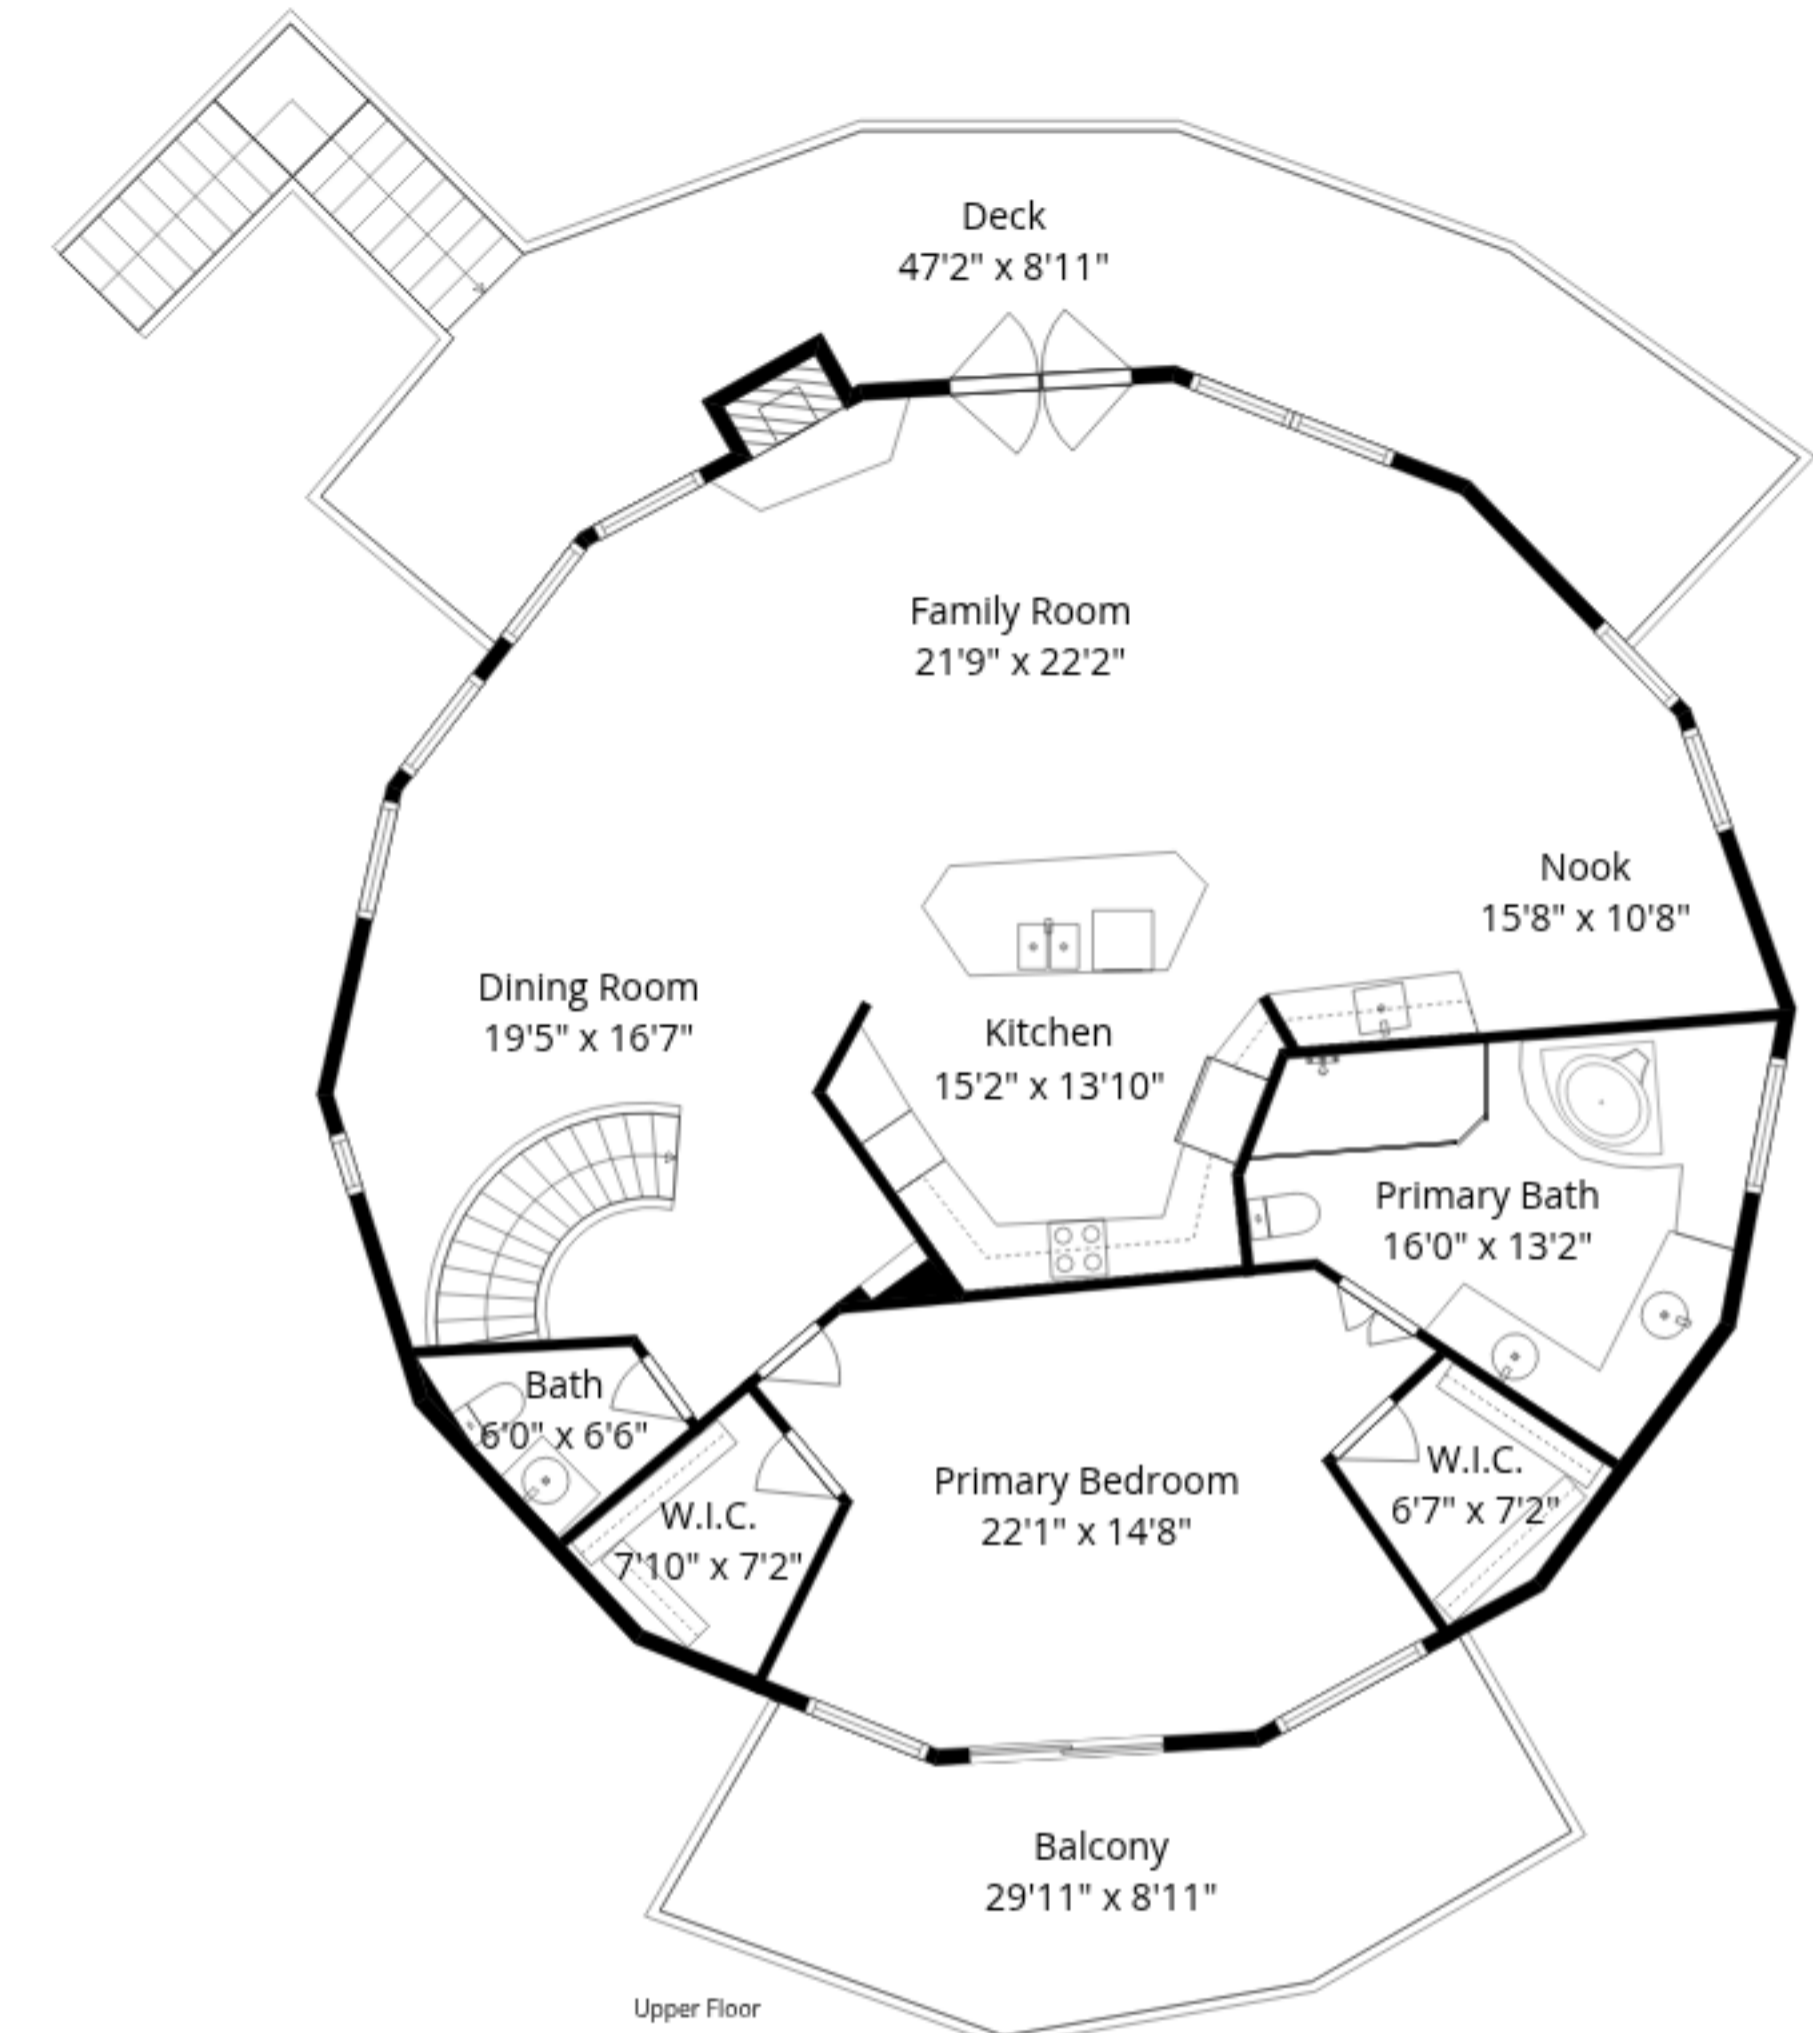 Deck
47'2" x 8'11"
Family Room
21'9" x 22'2"
Nook
15'8" x 10'8"
Dining Room
19'5" x 16'7"
Kitchen
15'2" x 13'10"
Primary Bath
16'0" x 13'2"
Bath
6'0" x 6'6"
W.I.C.
7'10" x 7'2"
Primary Bedroom
22'1" x 14'8"
W.I.C.
6'7" x 7'2"
Balcony
29'11" x 8'11"
Upper Floor